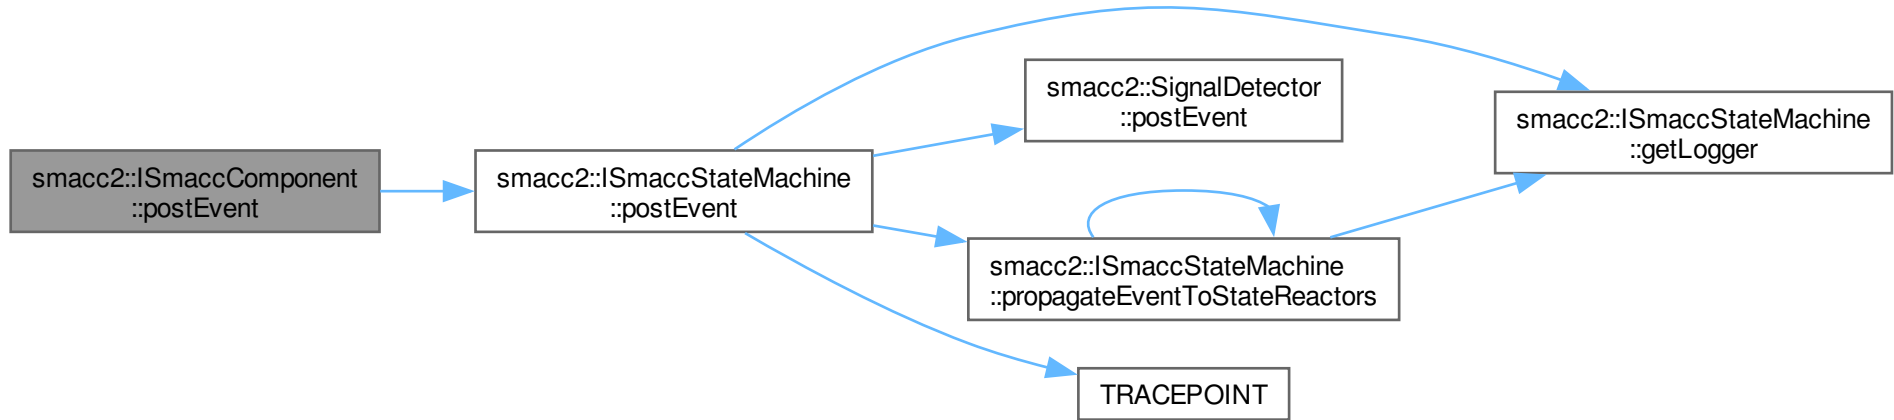 smacc2::ISmaccComponent
::postEvent
smacc2::ISmaccStateMachine
::postEvent
smacc2::SignalDetector
::postEvent
smacc2::ISmaccStateMachine
::getLogger
smacc2::ISmaccStateMachine
::propagateEventToStateReactors
TRACEPOINT